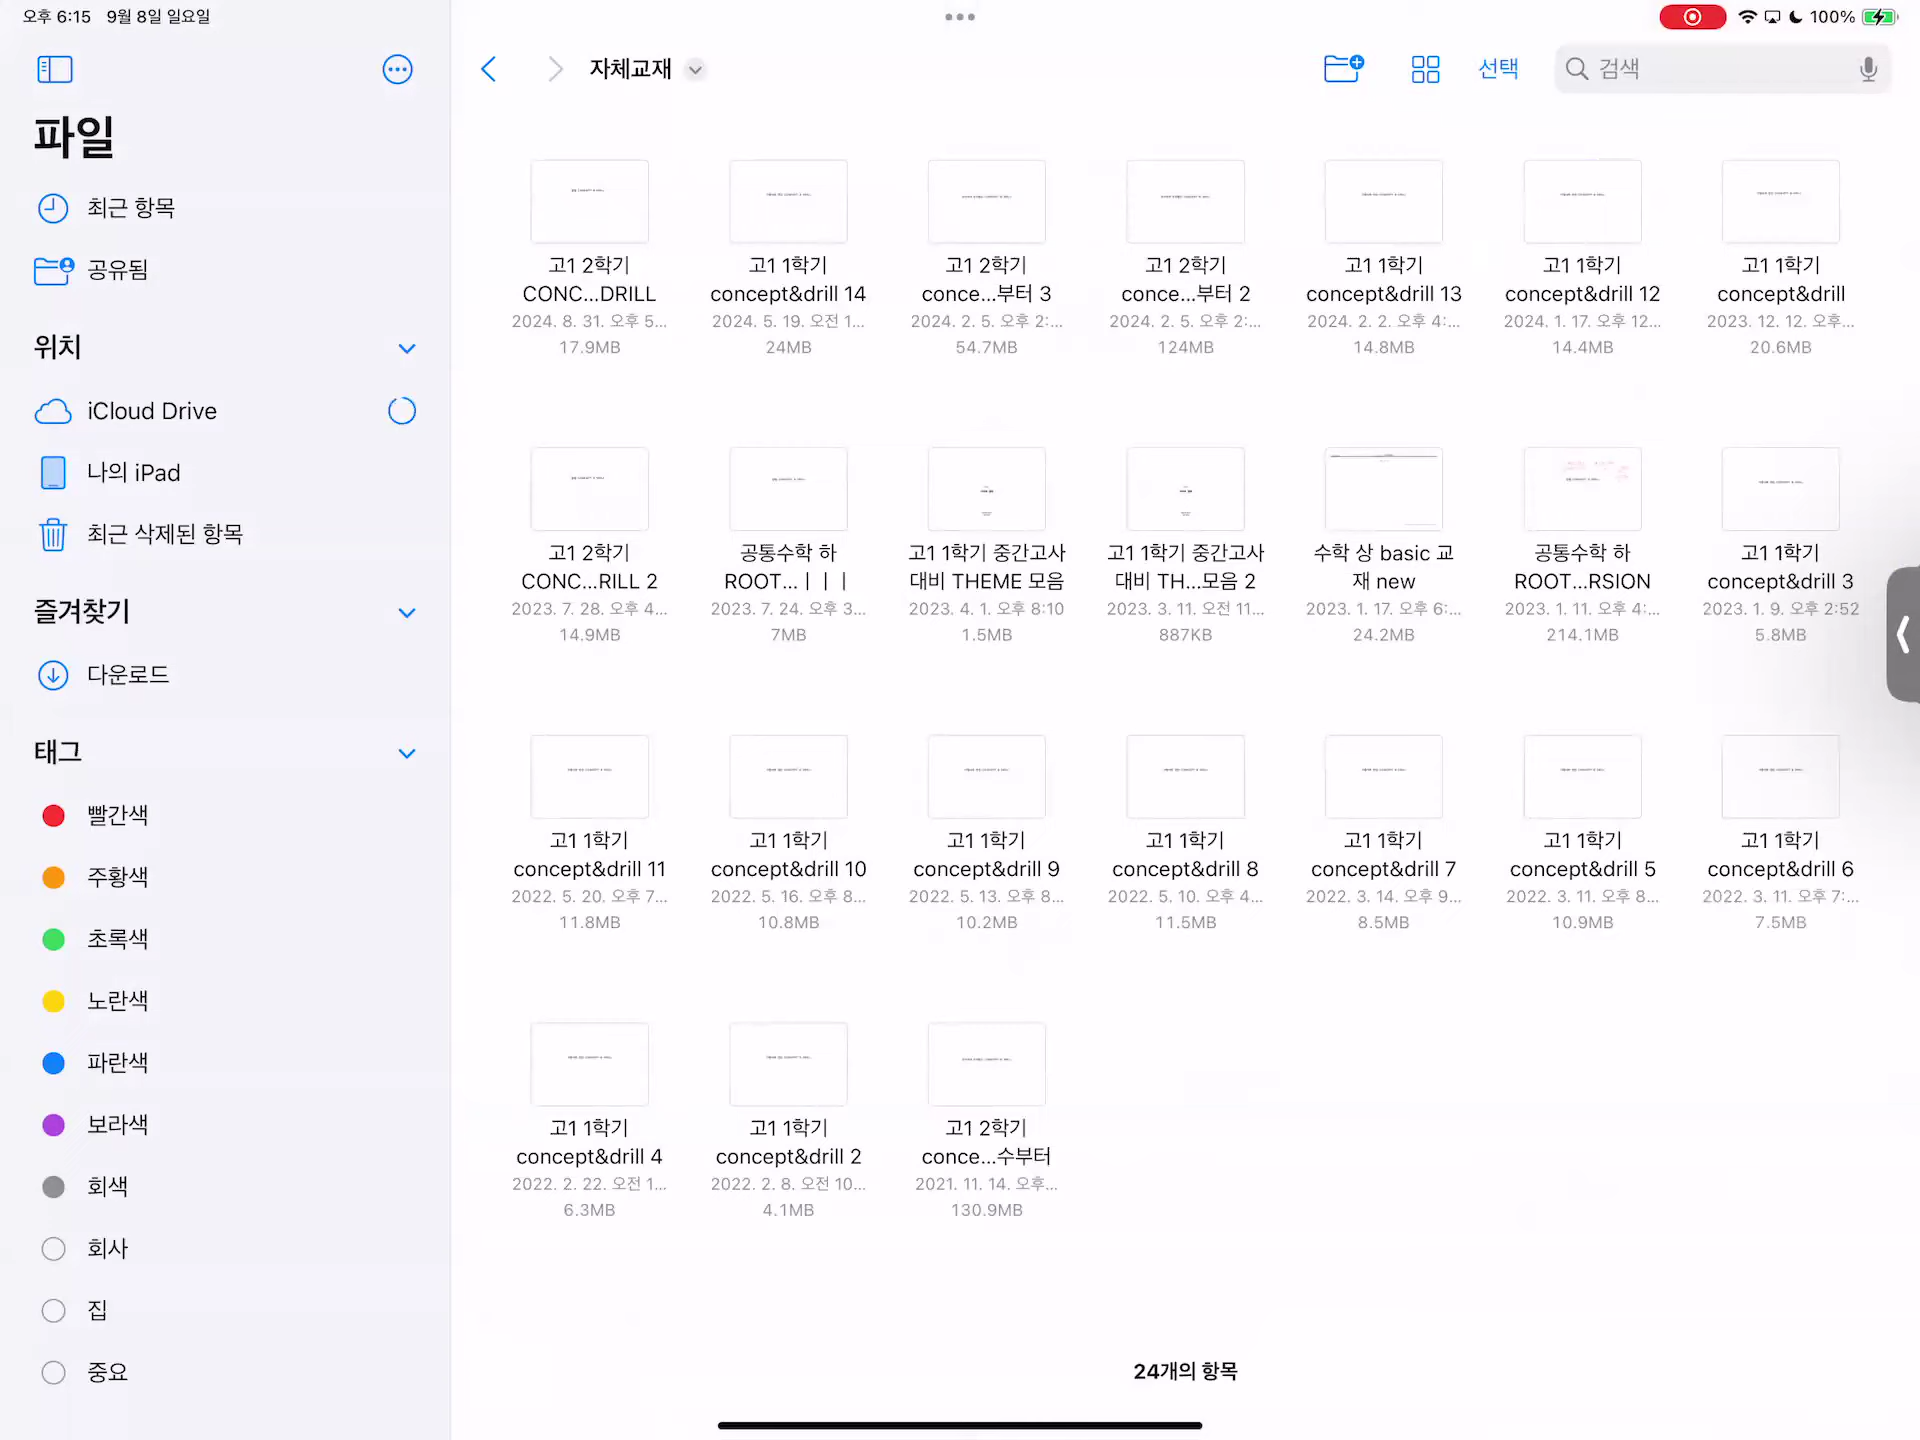 오후 6:15 9월 8일 일요일
100%
파일
최근 항목
공유됨
위치
iCloud Drive
나의 iPad
최근 삭제된 항목
즐겨찾기
다운로드
태그
빨간색
주황색
초록색
노란색
파란색
보라색
회색
회사
집
중요
자체교재
선택
검색
고1 2학기
CONC...DRILL
2024. 8. 31. 오후 5...
17.9MB
고1 1학기
concept&drill 14
2024. 5. 19. 오전 1...
24MB
고1 2학기
conce...부터 3
2024. 2. 5. 오후 2:...
54.7MB
고1 2학기
conce...부터 2
2024. 2. 5. 오후 2:...
124MB
고1 1학기
concept&drill 13
2024. 2. 2. 오후 4:...
14.8MB
고1 1학기
concept&drill 12
2024. 1. 17. 오후 12...
14.4MB
고1 1학기
concept&drill
2023. 12. 12. 오후...
20.6MB
고1 2학기
CONC...RILL 2
2023. 7. 28. 오후 4...
14.9MB
공통수학 하
ROOT...ㅣㅣㅣ
2023. 7. 24. 오후 3...
7MB
고1 1학기 중간고사
대비 THEME 모음
2023. 4. 1. 오후 8:10
1.5MB
고1 1학기 중간고사
대비 TH...모음 2
2023. 3. 11. 오전 11...
887KB
수학 상 basic 교
재 new
2023. 1. 17. 오후 6:...
24.2MB
공통수학 하
ROOT...RSION
2023. 1. 11. 오후 4:...
214.1MB
고1 1학기
concept&drill 3
2023. 1. 9. 오후 2:52
5.8MB
고1 1학기
concept&drill 11
2022. 5. 20. 오후 7...
11.8MB
고1 1학기
concept&drill 10
2022. 5. 16. 오후 8...
10.8MB
고1 1학기
concept&drill 9
2022. 5. 13. 오후 8...
10.2MB
고1 1학기
concept&drill 8
2022. 5. 10. 오후 4...
11.5MB
고1 1학기
concept&drill 7
2022. 3. 14. 오후 9...
8.5MB
고1 1학기
concept&drill 5
2022. 3. 11. 오후 8...
10.9MB
고1 1학기
concept&drill 6
2022. 3. 11. 오후 7:...
7.5MB
고1 1학기
concept&drill 4
2022. 2. 22. 오전 1...
6.3MB
고1 1학기
concept&drill 2
2022. 2. 8. 오전 10...
4.1MB
고1 2학기
conce...수부터
2021. 11. 14. 오후...
130.9MB
24개의 항목